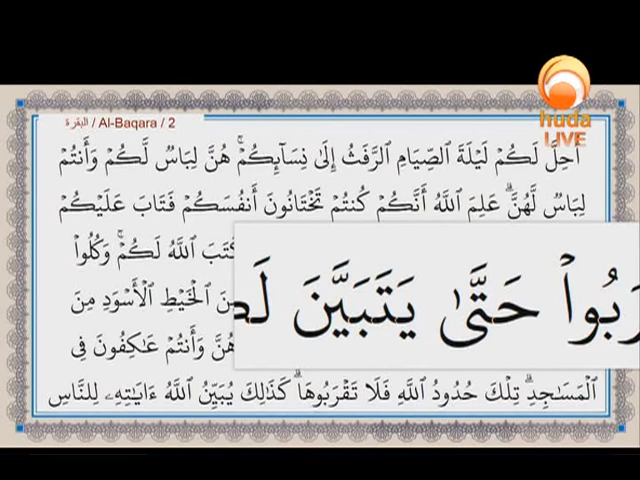 البقرة / Al-Baqara / 2
huda
LIVE
أُحِلَّ لَكُمْ لَيْلَةَ ٱلصِّيَامِ ٱلرَّفَثُ إِلَىٰ نِسَآئِكُمْ ۚ هُنَّ لِبَاسٌ لَّكُمْ وَأَنتُمْ
لِبَاسٌ لَّهُنَّ ۗ عَلِمَ ٱللَّهُ أَنَّكُمْ كُنتُمْ تَخْتَانُونَ أَنفُسَكُمْ فَتَابَ عَلَيْكُمْ
كَتَبَ ٱللَّهُ لَكُمْ ۚ وَكُلُوا۟
رَبُوا۟ حَتَّىٰ يَتَبَيَّنَ لَكُ
ٱلْخَيْطِ ٱلْأَسْوَدِ مِنَ
وَأَنتُمْ عَـٰكِفُونَ فِى
ٱلْمَسَـٰجِدِ ۗ تِلْكَ حُدُودُ ٱللَّهِ فَلَا تَقْرَبُوهَا ۗ كَذَٰلِكَ يُبَيِّنُ ٱللَّهُ ءَايَـٰتِهِۦ لِلنَّاسِ